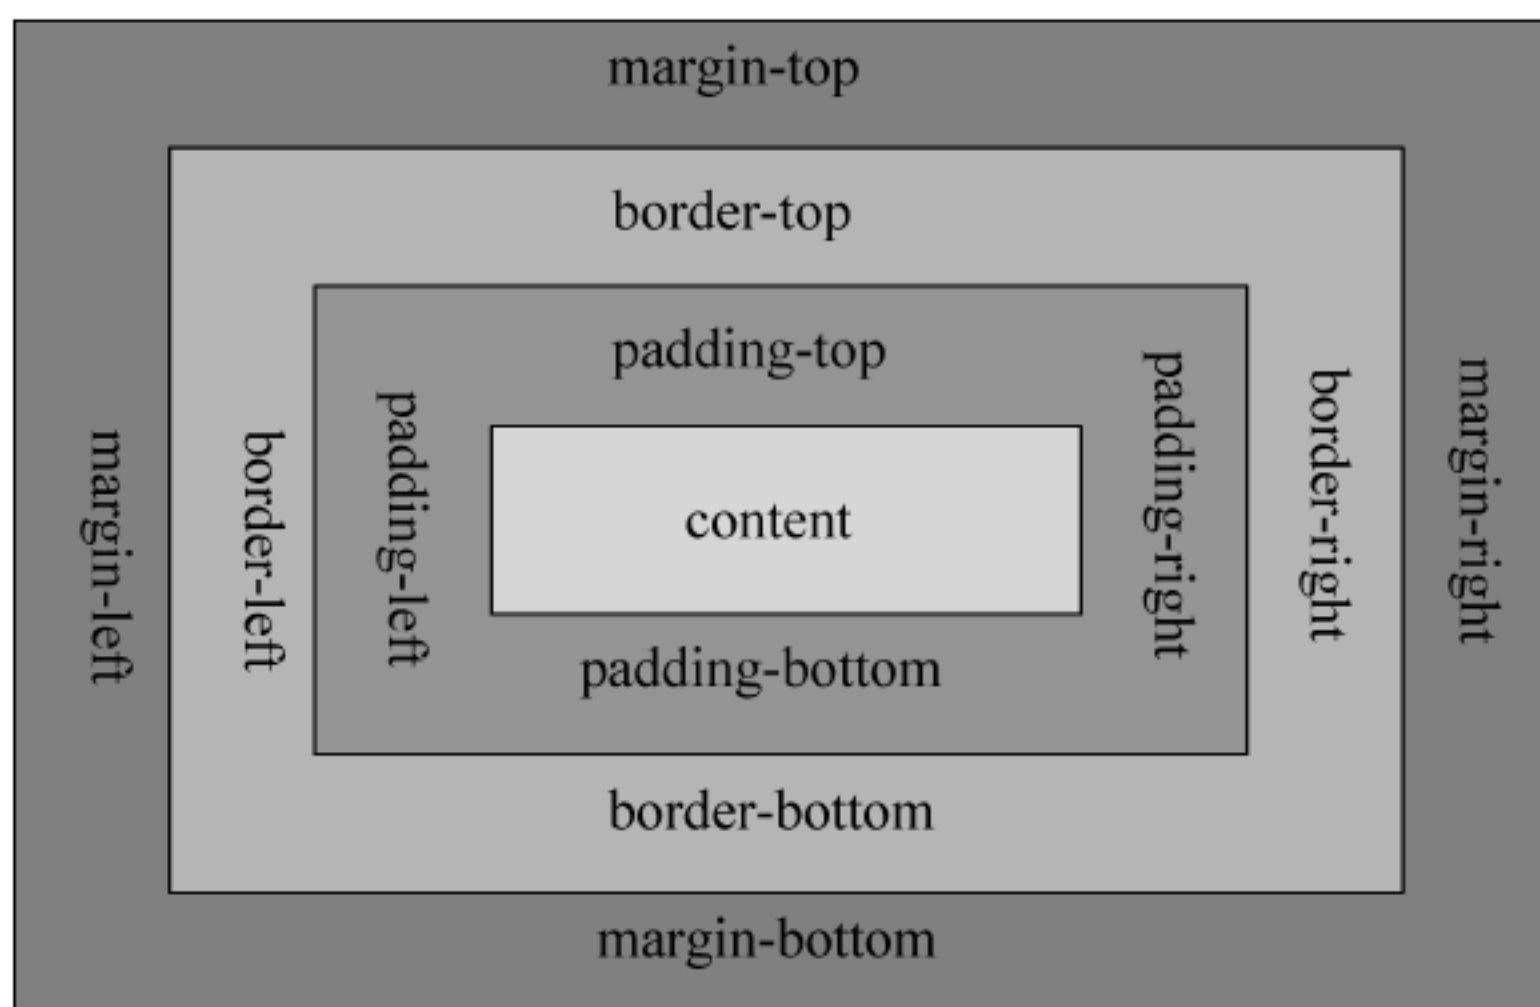 margin-top
border-top
padding-top
margin-left
border-left
padding-left
content
padding-right
border-right
margin-right
padding-bottom
border-bottom
margin-bottom